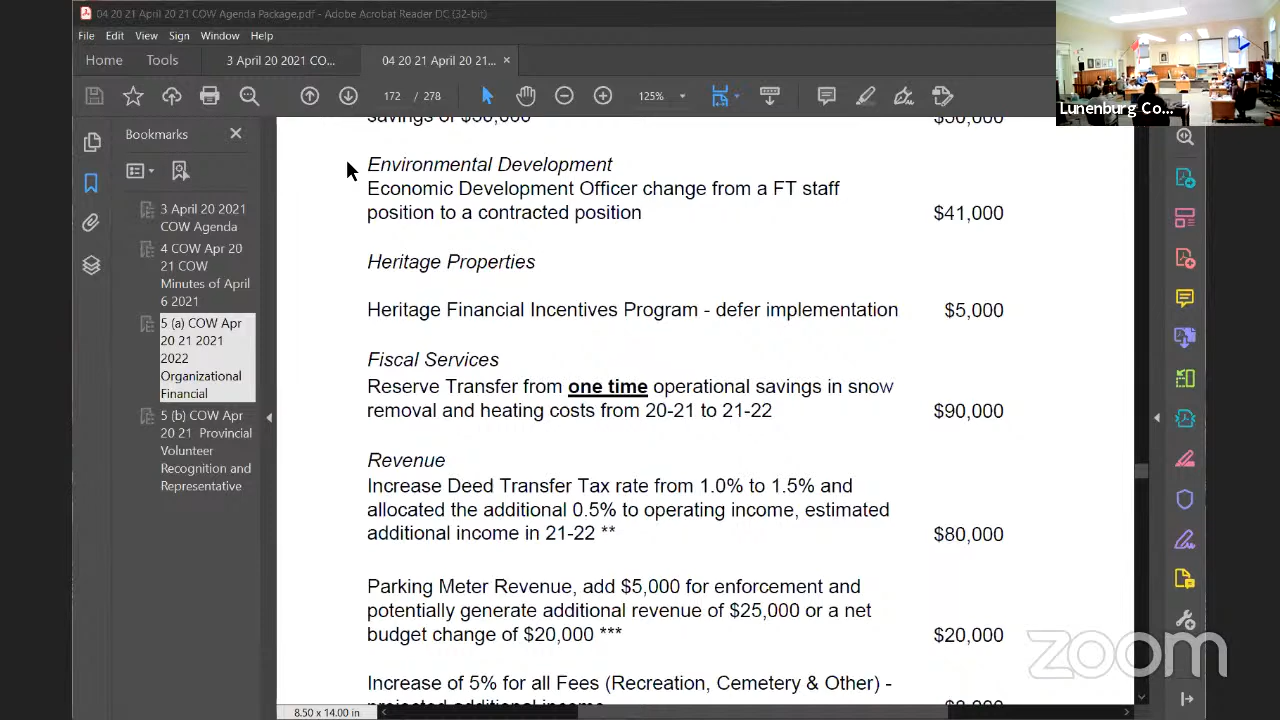 04 20 21 April 20 21 COW Agenda Package.pdf - Adobe Acrobat Reader DC (32-bit)
File Edit View Sign Window Help
Home Tools 3 April 20 2021 CO... 04 20 21 April 20 21... ×
172 / 278 125%
Bookmarks
3 April 20 2021
COW Agenda
4 COW Apr 20
21 COW
Minutes of April
6 2021
5 (a) COW Apr
20 21 2021
2022
Organizational
Financial
5 (b) COW Apr
20 21 Provincial
Volunteer
Recognition and
Representative
savings of $50,000 $50,000
Environmental Development
Economic Development Officer change from a FT staff
position to a contracted position $41,000
Heritage Properties
Heritage Financial Incentives Program - defer implementation $5,000
Fiscal Services
Reserve Transfer from one time operational savings in snow
removal and heating costs from 20-21 to 21-22 $90,000
Revenue
Increase Deed Transfer Tax rate from 1.0% to 1.5% and
allocated the additional 0.5% to operating income, estimated
additional income in 21-22 ** $80,000
Parking Meter Revenue, add $5,000 for enforcement and
potentially generate additional revenue of $25,000 or a net
budget change of $20,000 *** $20,000
Increase of 5% for all Fees (Recreation, Cemetery & Other) -
projected additional income
8.50 x 14.00 in
Lunenburg Co...
zoom